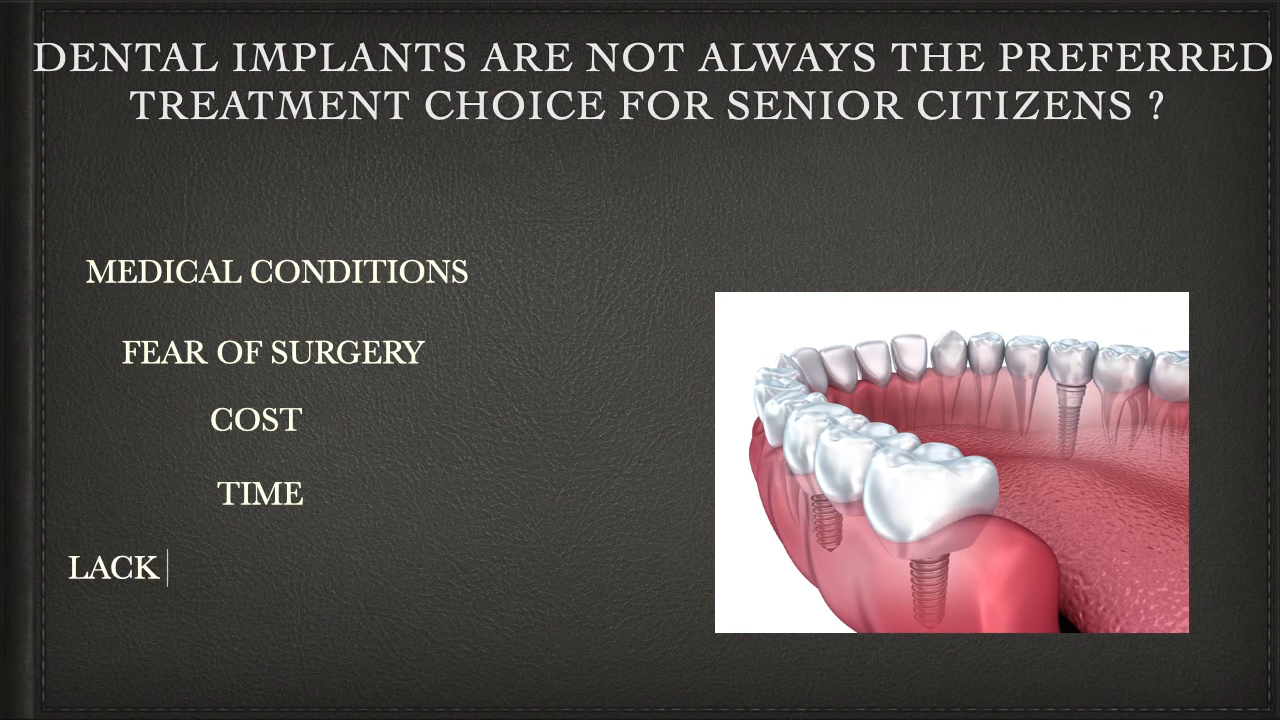 DENTAL IMPLANTS ARE NOT ALWAYS THE PREFERRED
TREATMENT CHOICE FOR SENIOR CITIZENS ?
MEDICAL CONDITIONS
FEAR OF SURGERY
COST
TIME
LACK